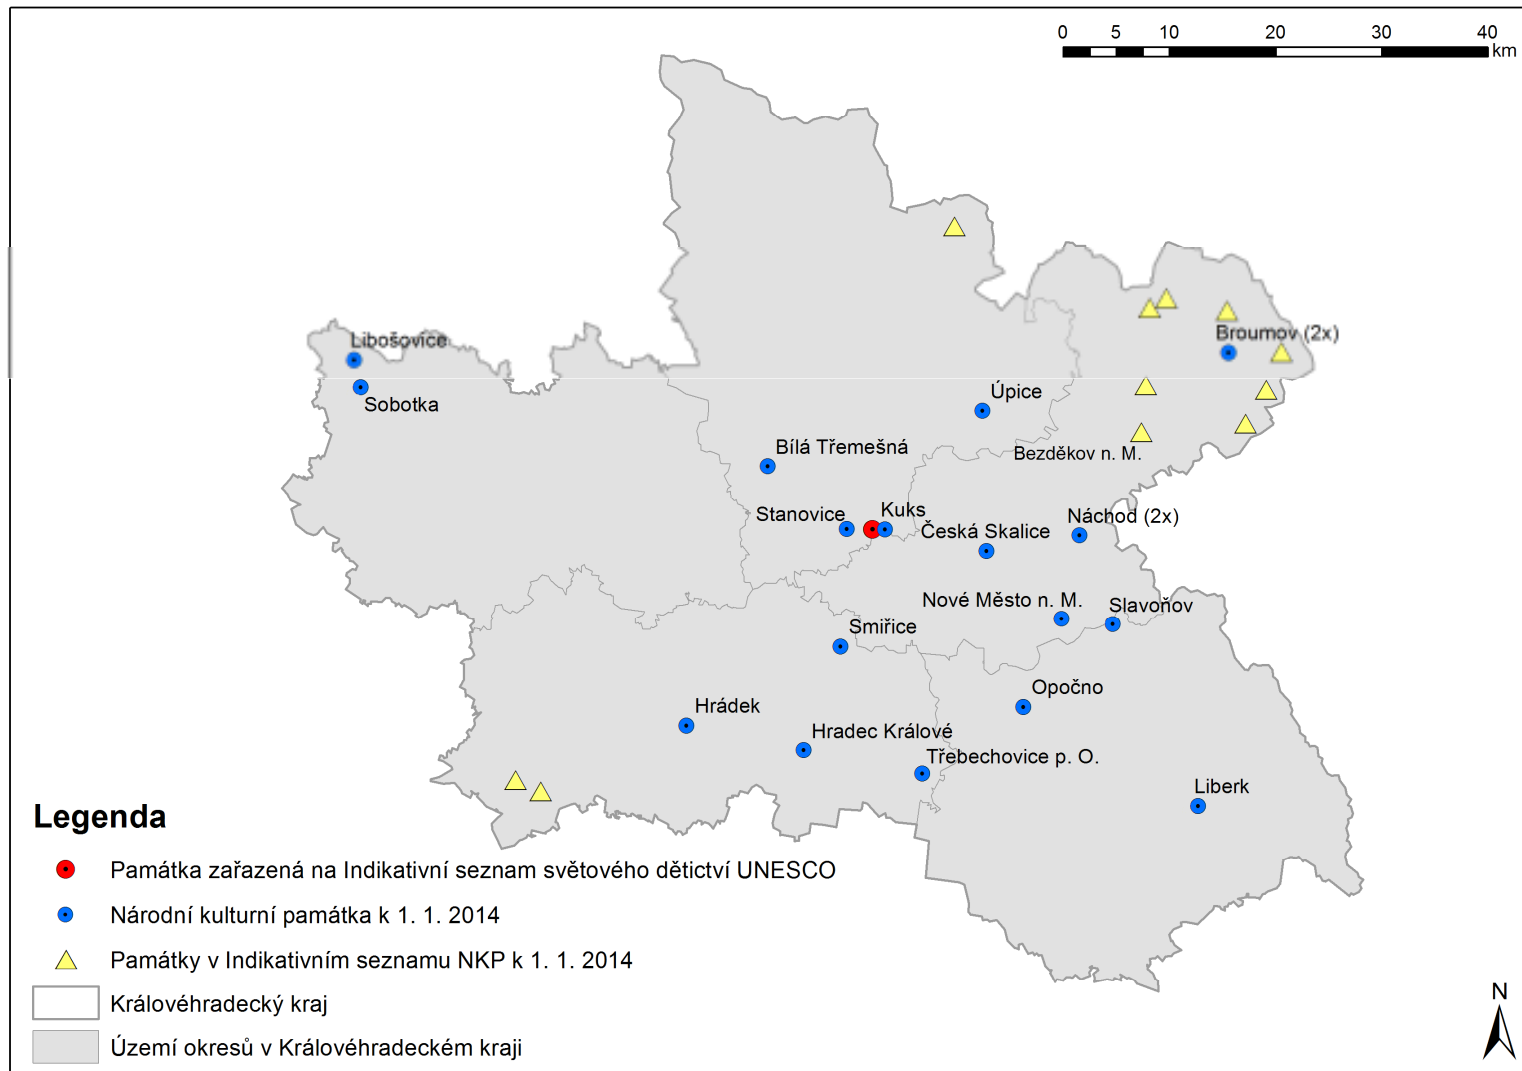 0 5 10 20 30 40
km
Libošovice
Sobotka
Broumov (2x)
Úpice
Bílá Třemešná
Bezděkov n. M.
Stanovice
Kuks
Česká Skalice
Náchod (2x)
Nové Město n. M.
Slavoňov
Smiřice
Opočno
Hrádek
Hradec Králové
Třebechovice p. O.
Liberk
Legenda
Památka zařazená na Indikativní seznam světového dětictví UNESCO
Národní kulturní památka k 1. 1. 2014
Památky v Indikativním seznamu NKP k 1. 1. 2014
Královéhradecký kraj
Území okresů v Královéhradeckém kraji
N